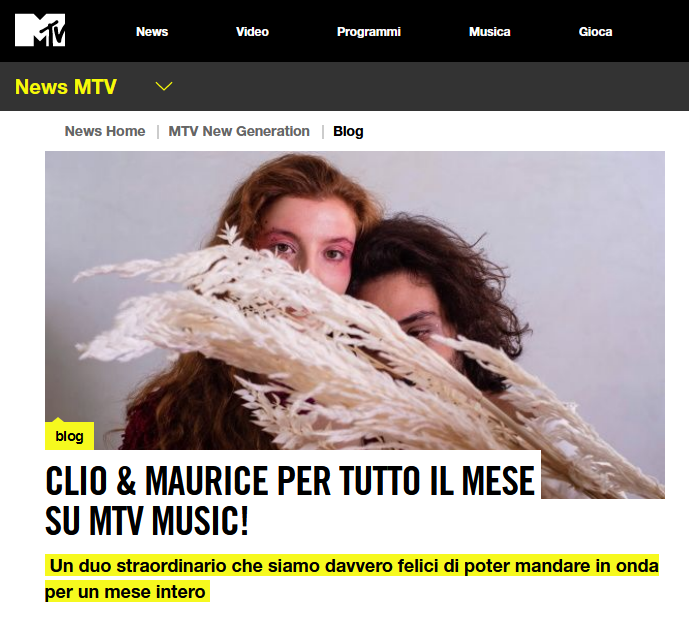 MTV
News Video Programmi Musica Gioca
News MTV
News Home | MTV New Generation | Blog
blog
CLIO & MAURICE PER TUTTO IL MESE
SU MTV MUSIC!
Un duo straordinario che siamo davvero felici di poter mandare in onda
per un mese intero